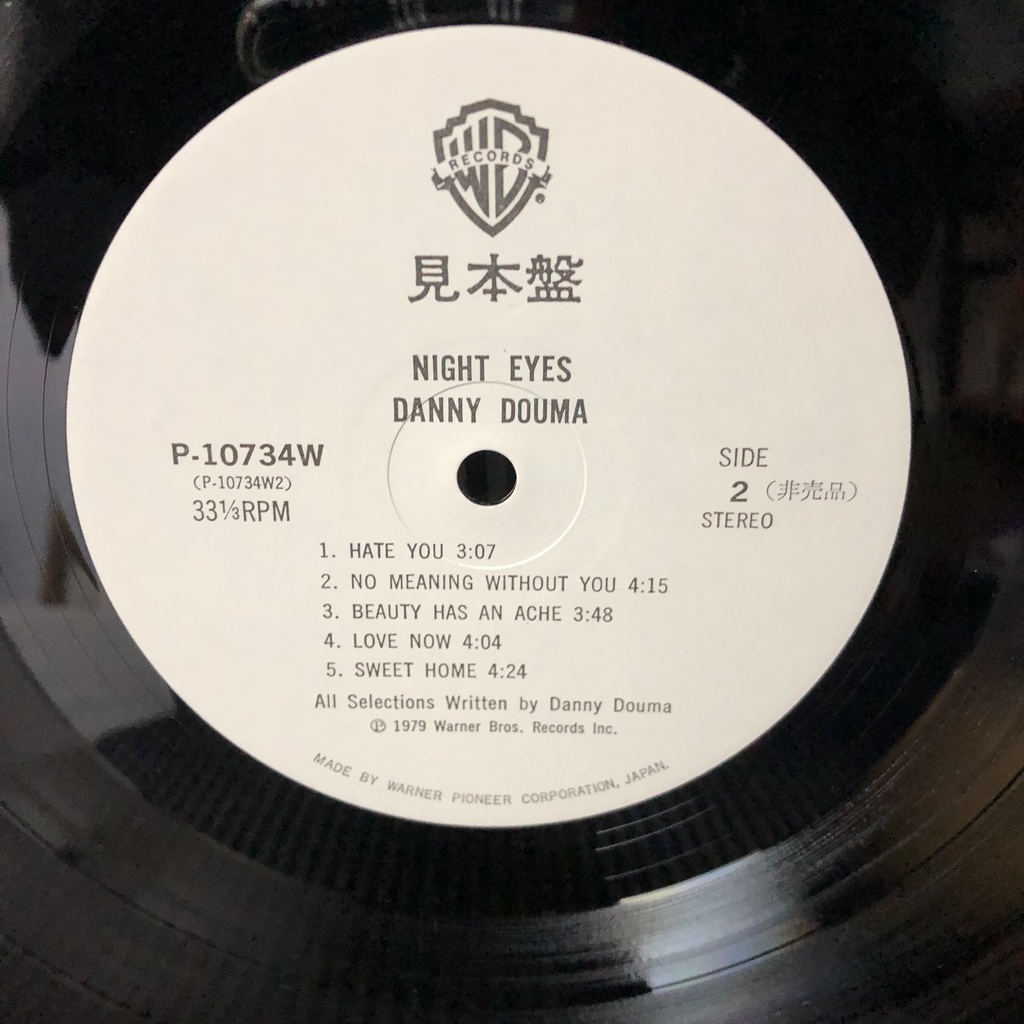 WB
RECORDS
®
見本盤
NIGHT EYES
DANNY DOUMA
P-10734W
(P-10734W2)
33⅓RPM
SIDE
2 (非売品)
STEREO
1. HATE YOU 3:07
2. NO MEANING WITHOUT YOU 4:15
3. BEAUTY HAS AN ACHE 3:48
4. LOVE NOW 4:04
5. SWEET HOME 4:24
All Selections Written by Danny Douma
℗ 1979 Warner Bros. Records Inc.
MADE BY WARNER PIONEER CORPORATION, JAPAN.